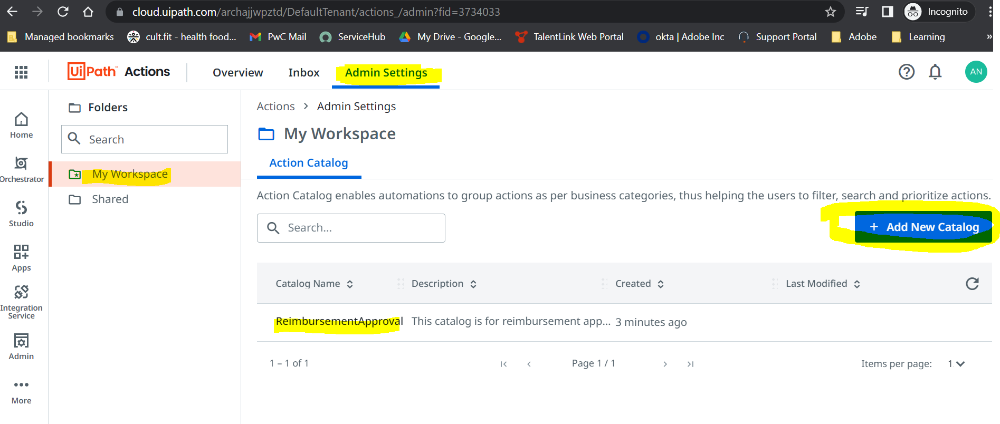 cloud.uipath.com/archajjwpztd/DefaultTenant/actions_/admin?fid=3734033
Incognito
Managed bookmarks
cult.fit - health food...
PwC Mail
ServiceHub
My Drive - Google...
TalentLink Web Portal
okta | Adobe Inc
Support Portal
Adobe
Learning
»
UiPath™ Actions
Overview
Inbox
Admin Settings
AN
Home
Orchestrator
Studio
Apps
Integration
Service
Admin
More
Folders
Search
My Workspace
Shared
Actions > Admin Settings
My Workspace
Action Catalog
Action Catalog enables automations to group actions as per business categories, thus helping the users to filter, search and prioritize actions.
Search...
+ Add New Catalog
Catalog Name
Description
Created
Last Modified
ReimbursementApproval
This catalog is for reimbursement app...
3 minutes ago
1 – 1 of 1
Page 1 / 1
Items per page:
1